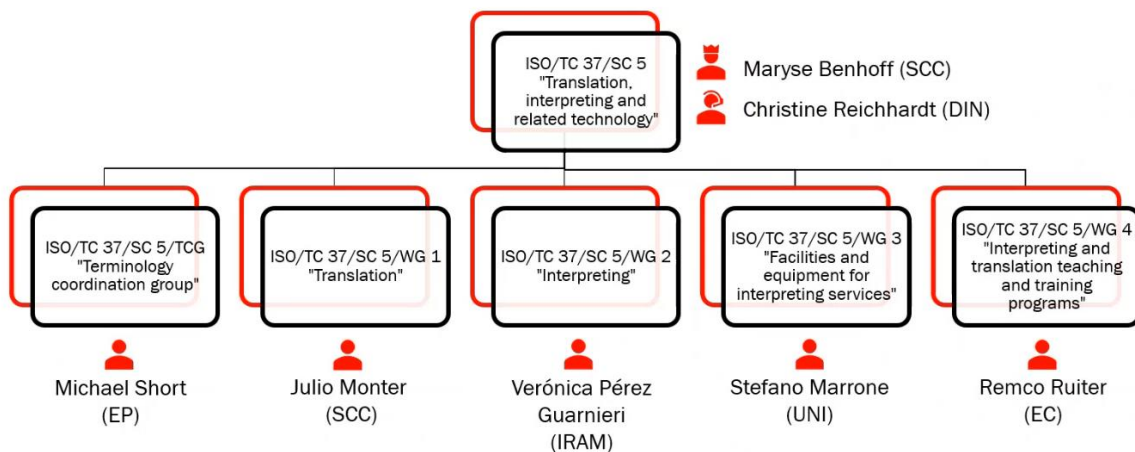 ISO/TC 37/SC 5
"Translation,
interpreting and
related technology"
Maryse Benhoff (SCC)
Christine Reichhardt (DIN)
ISO/TC 37/SC 5/TCG
"Terminology
coordination group"
ISO/TC 37/SC 5/WG 1
"Translation"
ISO/TC 37/SC 5/WG 2
"Interpreting"
ISO/TC 37/SC 5/WG 3
"Facilities and
equipment for
interpreting services"
ISO/TC 37/SC 5/WG 4
"Interpreting and
translation teaching
and training
programs"
Michael Short
(EP)
Julio Monter
(SCC)
Verónica Pérez
Guarnieri
(IRAM)
Stefano Marrone
(UNI)
Remco Ruiter
(EC)